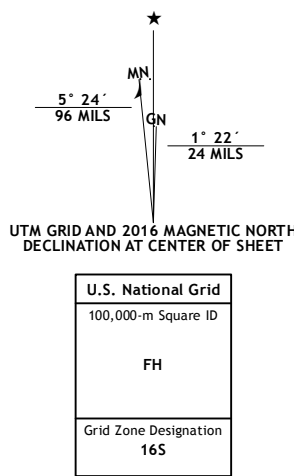 ★
MN.
5° 24´
96 MILS
GN
1° 22´
24 MILS
UTM GRID AND 2016 MAGNETIC NORTH
DECLINATION AT CENTER OF SHEET
U.S. National Grid
100,000-m Square ID
FH
Grid Zone Designation
16S